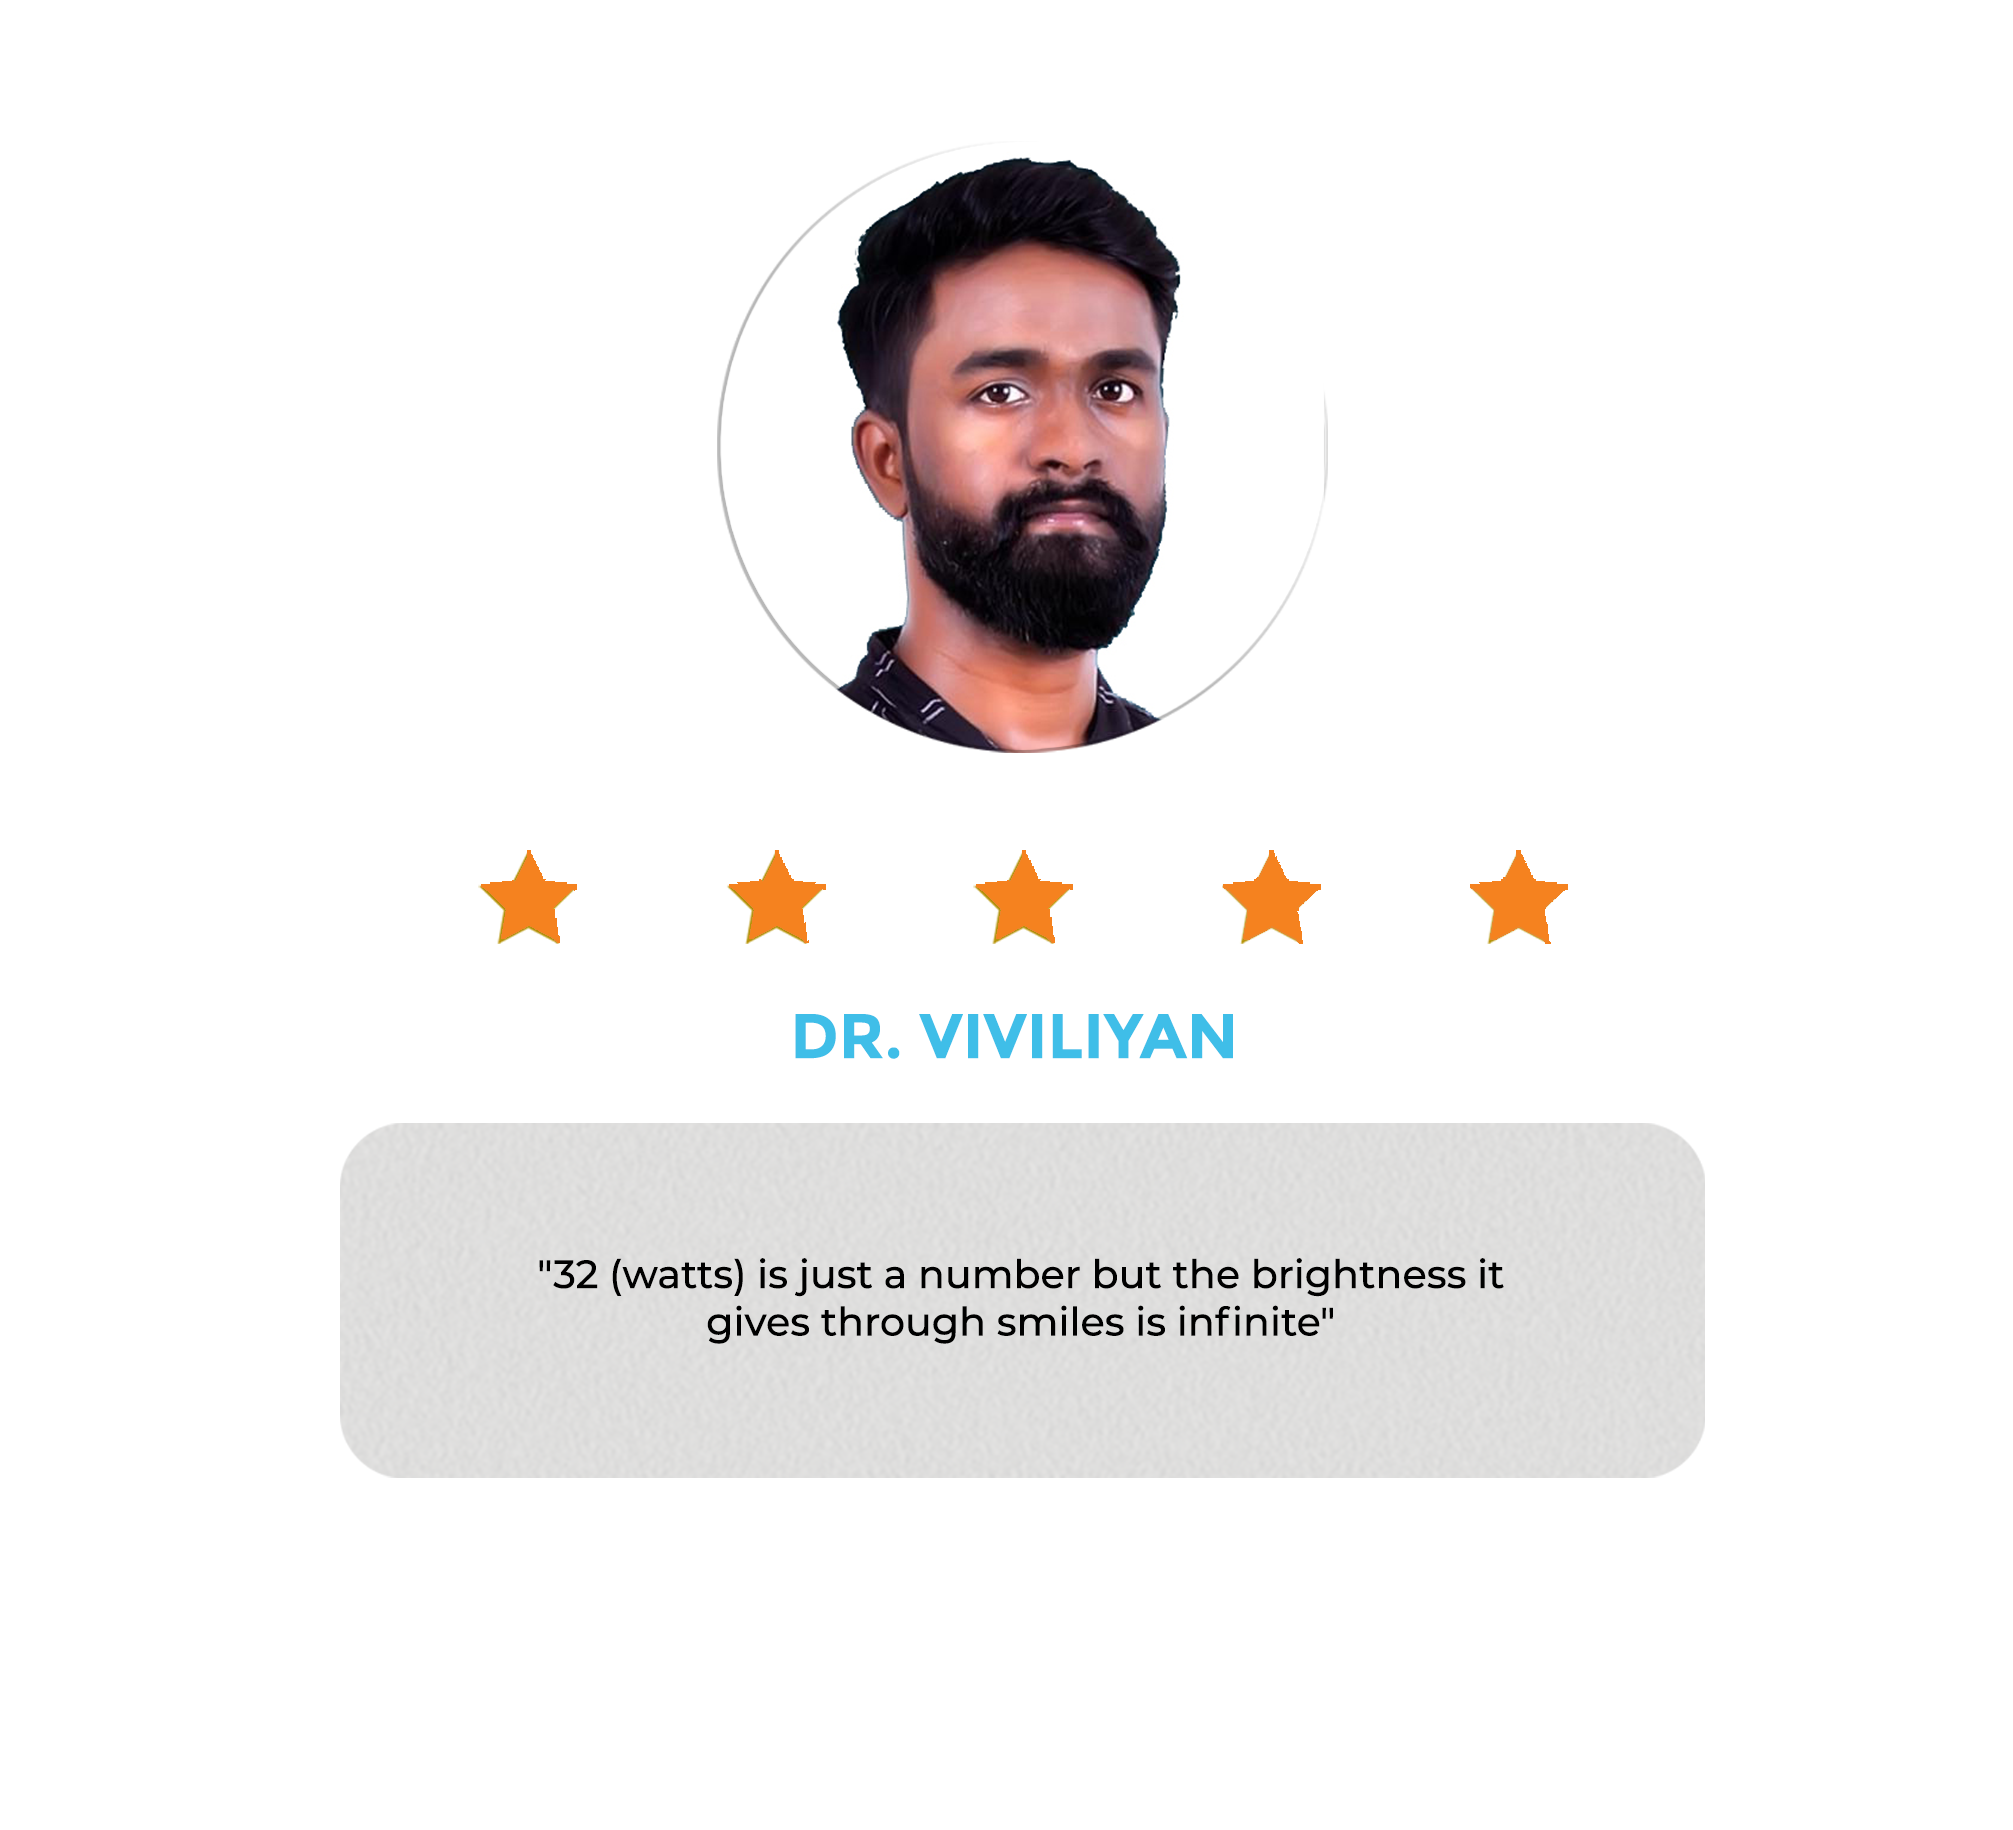 DR. VIVILIYAN
"32 (watts) is just a number but the brightness it
gives through smiles is infinite"